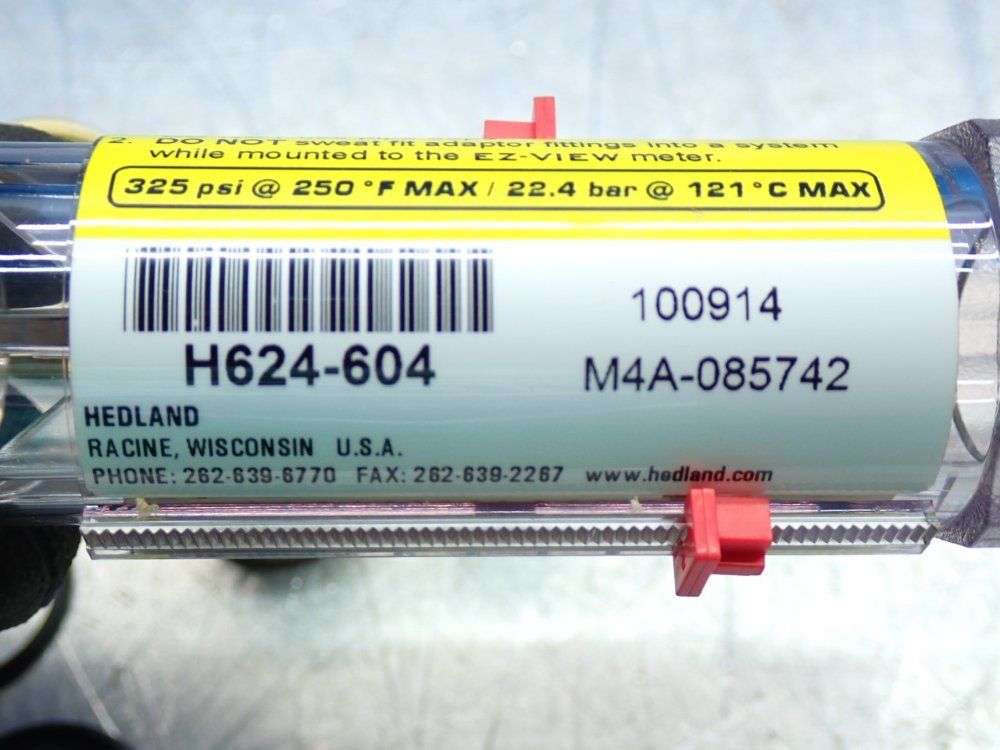 2. DO NOT sweat fit adaptor fittings into a system
while mounted to the EZ-VIEW meter.
325 psi @ 250 °F MAX / 22.4 bar @ 121°C MAX
100914
H624-604
M4A-085742
HEDLAND
RACINE, WISCONSIN U.S.A.
PHONE: 262-639-6770 FAX: 262-639-2267 www.hedland.com